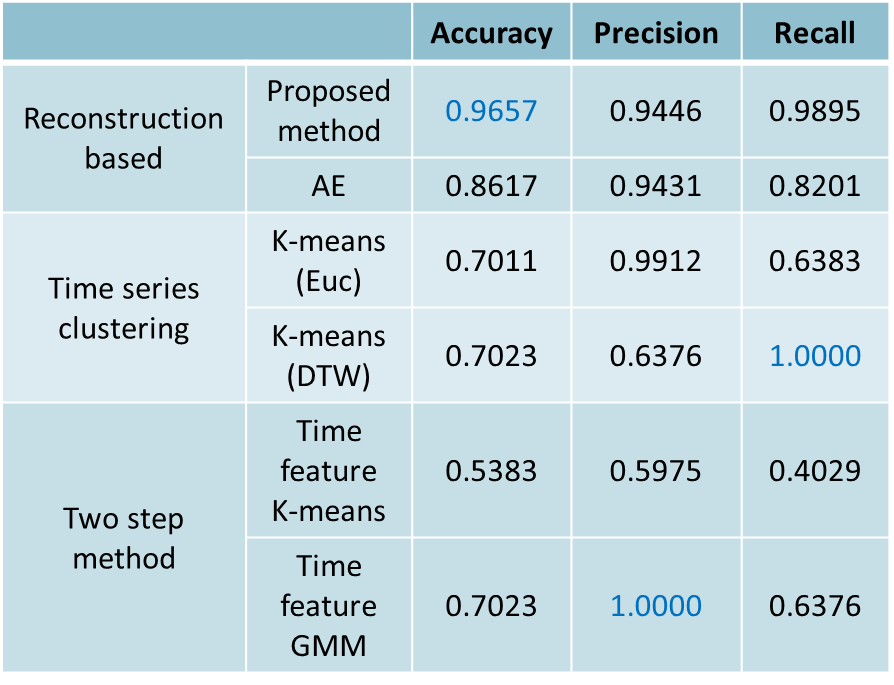 Accuracy Precision Recall
Reconstruction
based
Proposed
method
0.9657 0.9446 0.9895
AE 0.8617 0.9431 0.8201
Time series
clustering
K-means
(Euc)
0.7011 0.9912 0.6383
K-means
(DTW)
0.7023 0.6376 1.0000
Two step
method
Time
feature
K-means
0.5383 0.5975 0.4029
Time
feature
GMM
0.7023 1.0000 0.6376